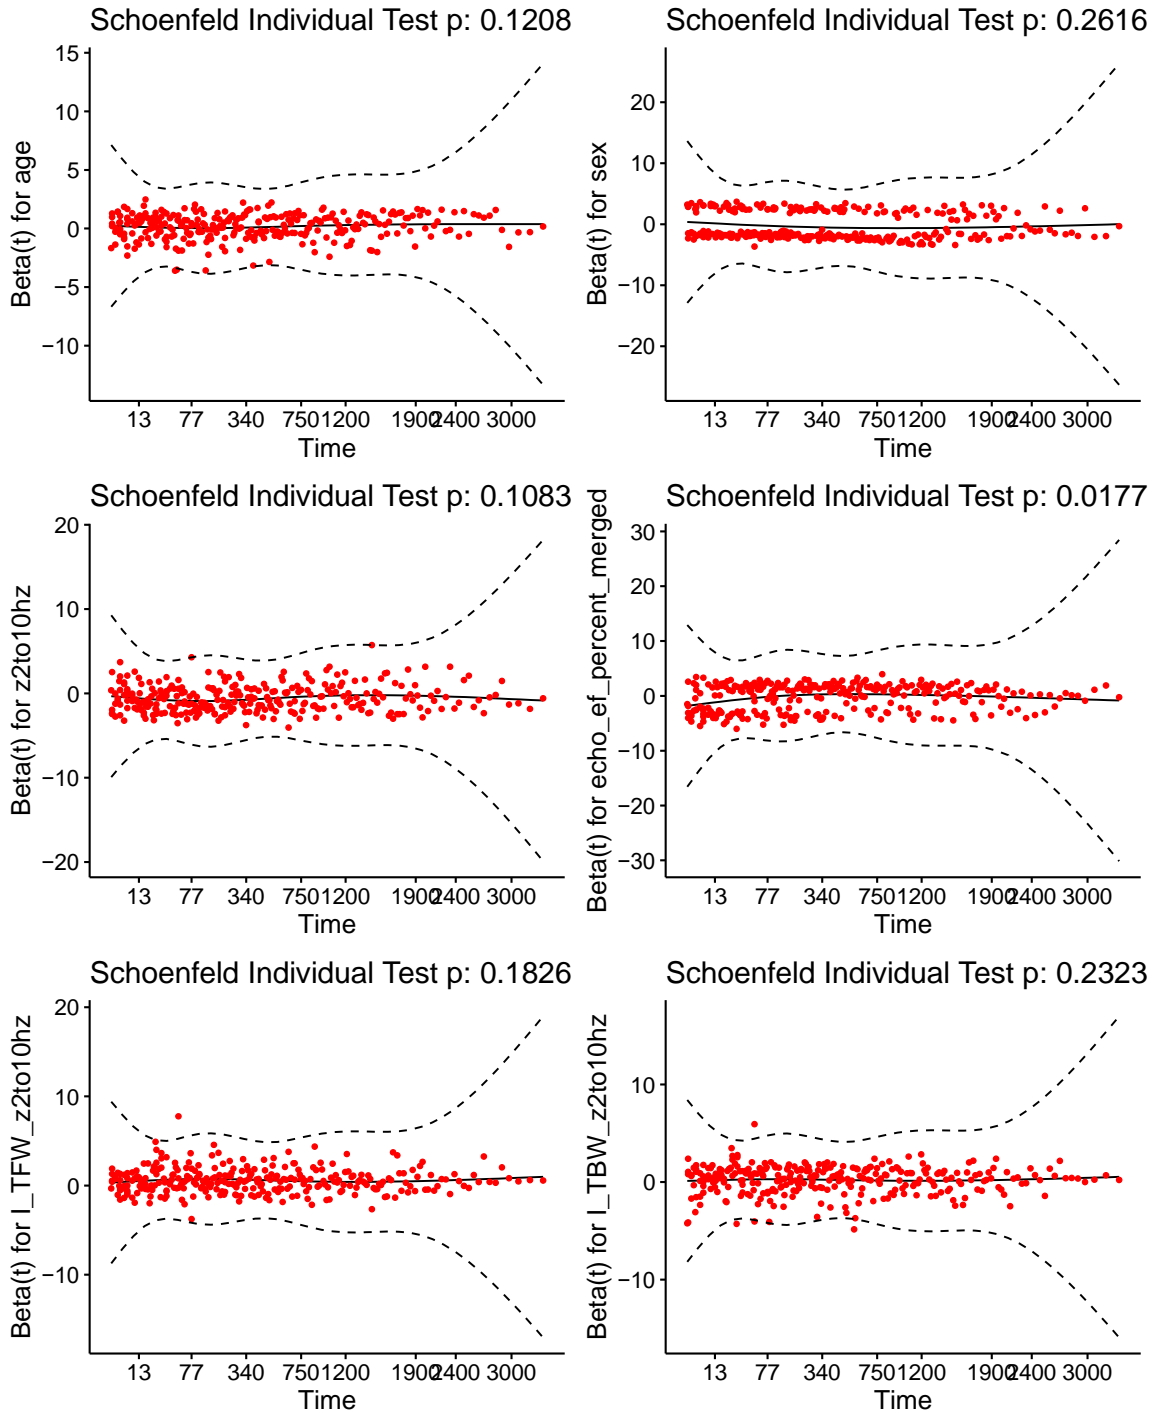 Schoenfeld Individual Test p: 0.1208
Beta(t) for age
15
10
5
0
−5
−10
13 77 340 750 1200 1900 2400 3000
Time
Schoenfeld Individual Test p: 0.2616
Beta(t) for sex
20
10
0
−10
−20
13 77 340 750 1200 1900 2400 3000
Time
Schoenfeld Individual Test p: 0.1083
Beta(t) for z2to10hz
20
10
0
−10
−20
13 77 340 750 1200 1900 2400 3000
Time
Schoenfeld Individual Test p: 0.0177
Beta(t) for echo_ef_percent_merged
30
20
10
0
−10
−20
−30
13 77 340 750 1200 1900 2400 3000
Time
Schoenfeld Individual Test p: 0.1826
Beta(t) for I_TFW_z2to10hz
20
10
0
−10
13 77 340 750 1200 1900 2400 3000
Time
Schoenfeld Individual Test p: 0.2323
Beta(t) for I_TBW_z2to10hz
10
0
−10
13 77 340 750 1200 1900 2400 3000
Time